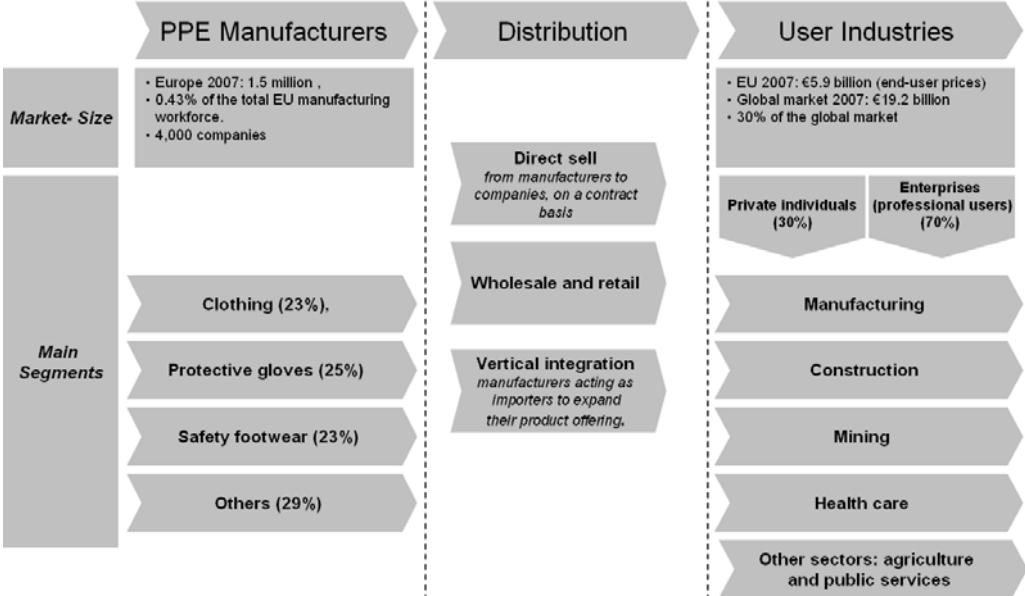 PPE Manufacturers
Distribution
User Industries
Market- Size
• Europe 2007: 1.5 million ,
• 0.43% of the total EU manufacturing
workforce.
• 4,000 companies
• EU 2007: €5.9 billion (end-user prices)
• Global market 2007: €19.2 billion
• 30% of the global market
Main
Segments
Clothing (23%),
Protective gloves (25%)
Safety footwear (23%)
Others (29%)
Direct sell
from manufacturers to
companies, on a contract
basis
Wholesale and retail
Vertical integration
manufacturers acting as
importers to expand
their product offering.
Private individuals
(30%)
Enterprises
(professional users)
(70%)
Manufacturing
Construction
Mining
Health care
Other sectors: agriculture
and public services